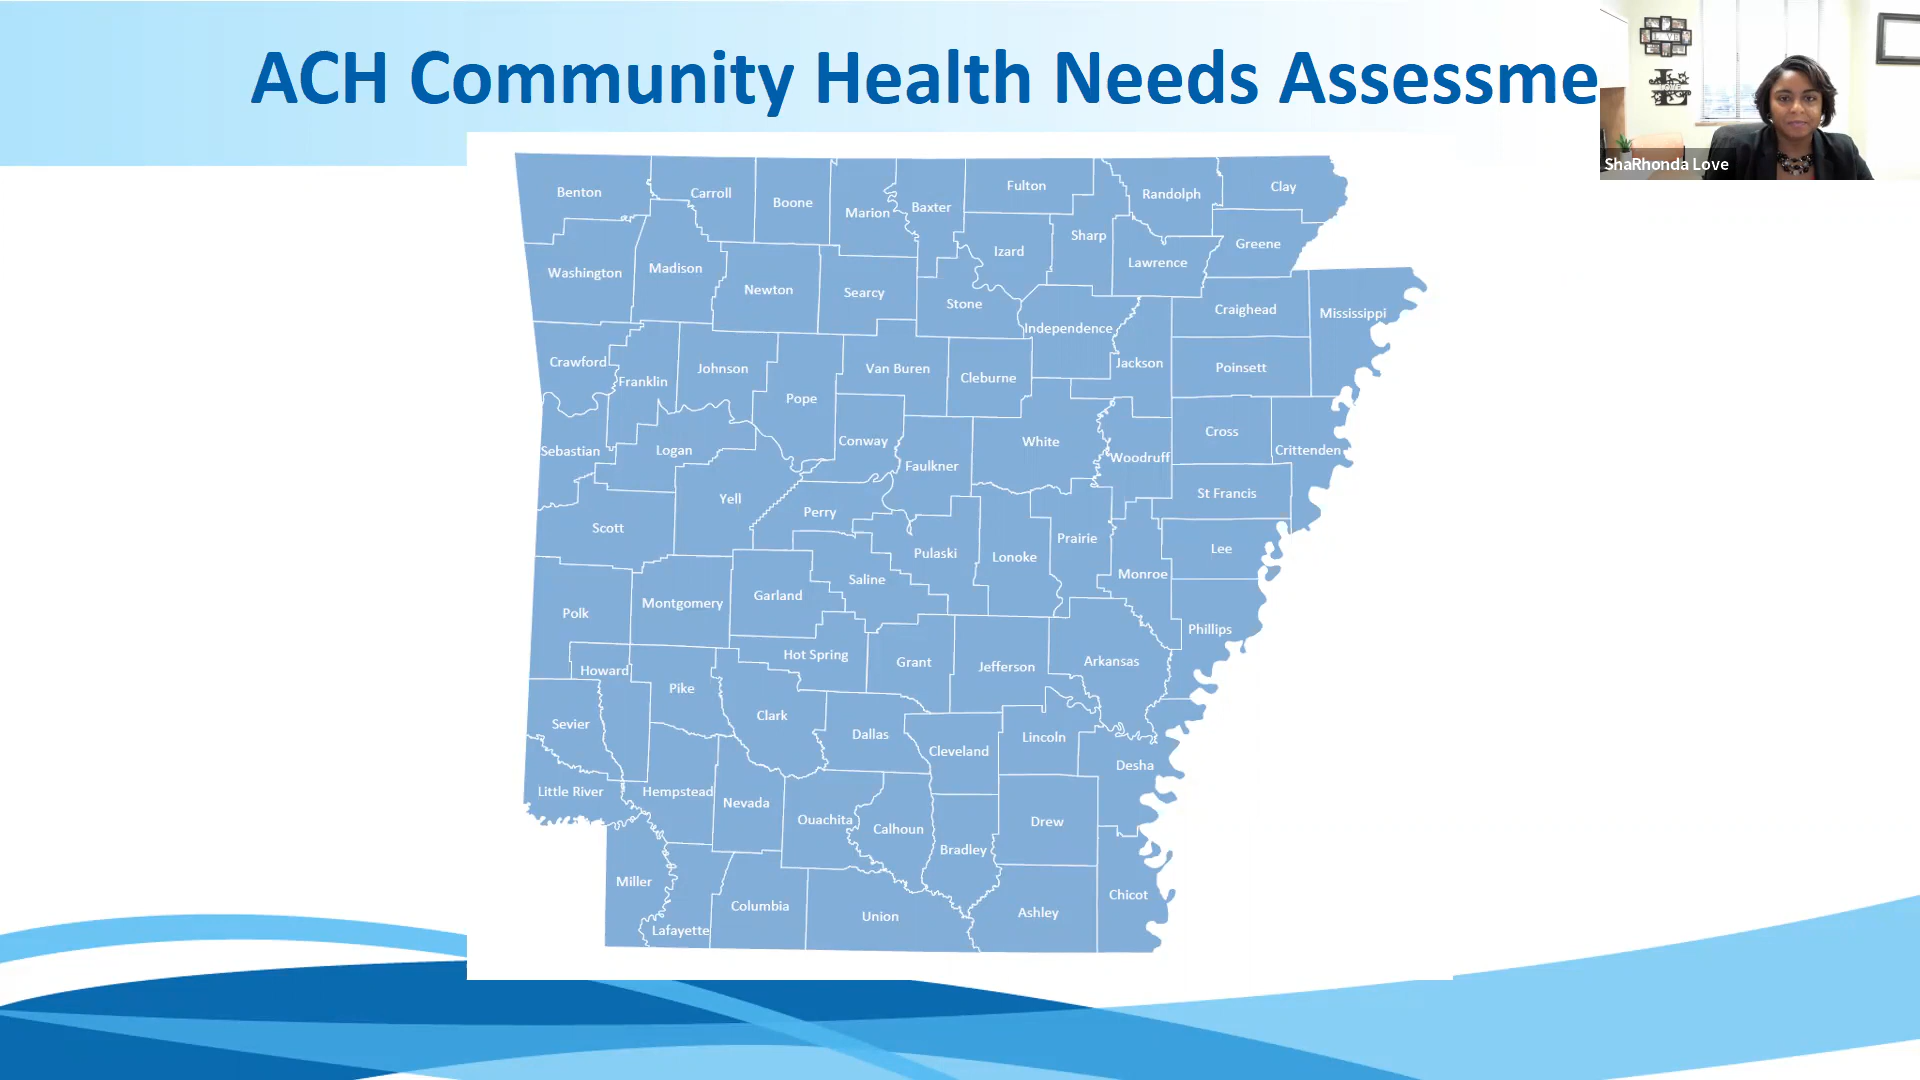 ACH Community Health Needs Assessme
ShaRhonda Love
Benton
Carroll
Boone
Marion
Baxter
Fulton
Randolph
Clay
Sharp
Izard
Greene
Lawrence
Washington
Madison
Newton
Searcy
Stone
Independence
Craighead
Mississippi
Crawford
Franklin
Johnson
Pope
Van Buren
Cleburne
Jackson
Poinsett
Sebastian
Logan
Conway
Faulkner
White
Woodruff
Cross
Crittenden
St Francis
Scott
Yell
Perry
Pulaski
Lonoke
Prairie
Monroe
Lee
Polk
Montgomery
Garland
Saline
Phillips
Howard
Pike
Hot Spring
Grant
Jefferson
Arkansas
Sevier
Clark
Dallas
Cleveland
Lincoln
Desha
Little River
Hempstead
Nevada
Ouachita
Calhoun
Bradley
Drew
Miller
Lafayette
Columbia
Union
Ashley
Chicot